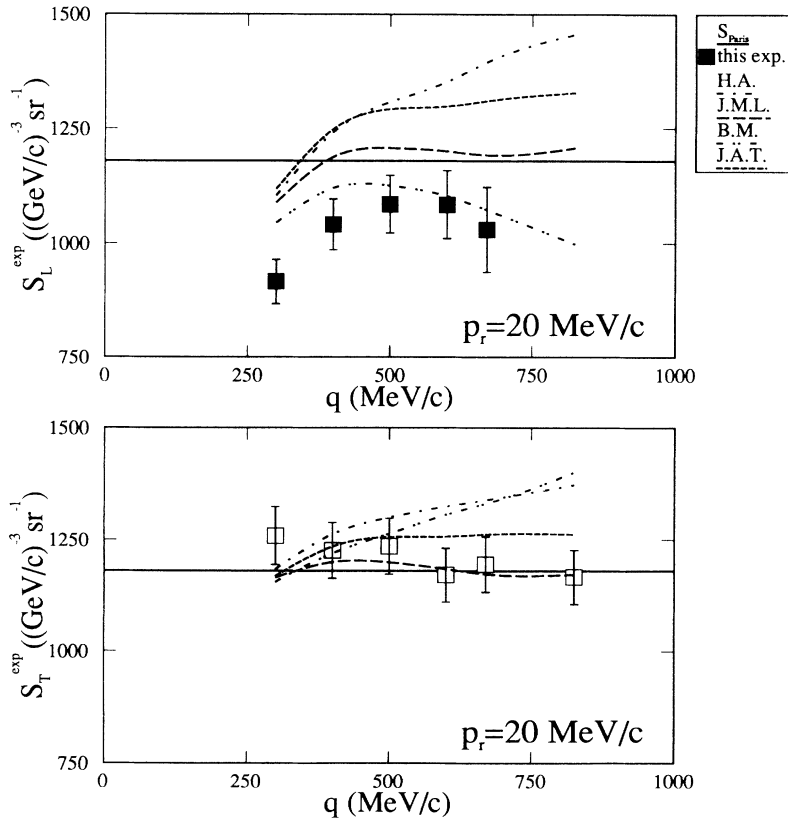 1500
1250
1000
750
S_L^exp ((GeV/c)^-3 sr^-1)
p_r=20 MeV/c
0 250 500 750 1000
q (MeV/c)
S_Paris
this exp.
H.A.
J.M.L.
B.M.
J.A.T.
1500
1250
1000
750
S_T^exp ((GeV/c)^-3 sr^-1)
p_r=20 MeV/c
0 250 500 750 1000
q (MeV/c)